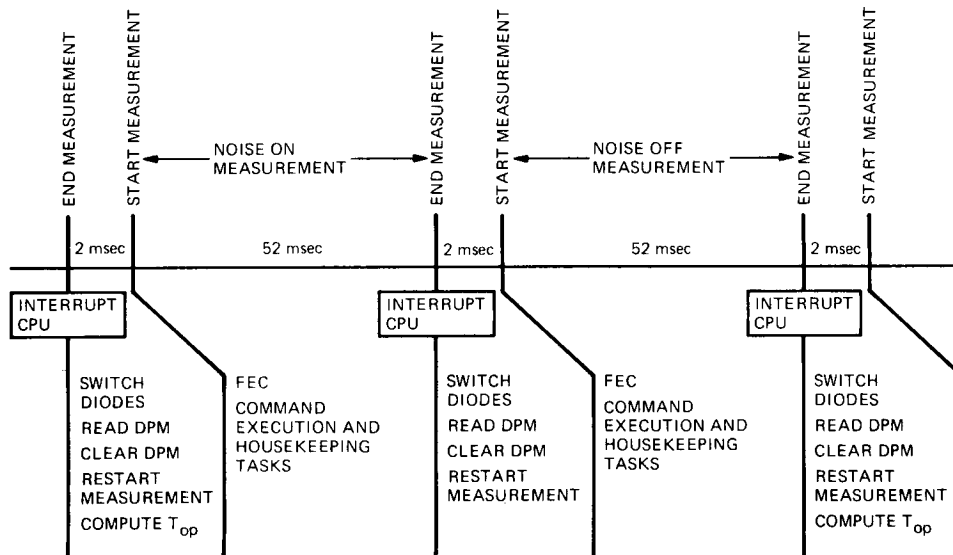 END MEASUREMENT
START MEASUREMENT
NOISE ON
MEASUREMENT
END MEASUREMENT
START MEASUREMENT
NOISE OFF
MEASUREMENT
END MEASUREMENT
START MEASUREMENT
2 msec
52 msec
2 msec
52 msec
2 msec
INTERRUPT
CPU
INTERRUPT
CPU
INTERRUPT
CPU
SWITCH
DIODES
READ DPM
CLEAR DPM
RESTART
MEASUREMENT
COMPUTE Top
FEC
COMMAND
EXECUTION AND
HOUSEKEEPING
TASKS
SWITCH
DIODES
READ DPM
CLEAR DPM
RESTART
MEASUREMENT
FEC
COMMAND
EXECUTION AND
HOUSEKEEPING
TASKS
SWITCH
DIODES
READ DPM
CLEAR DPM
RESTART
MEASUREMENT
COMPUTE Top